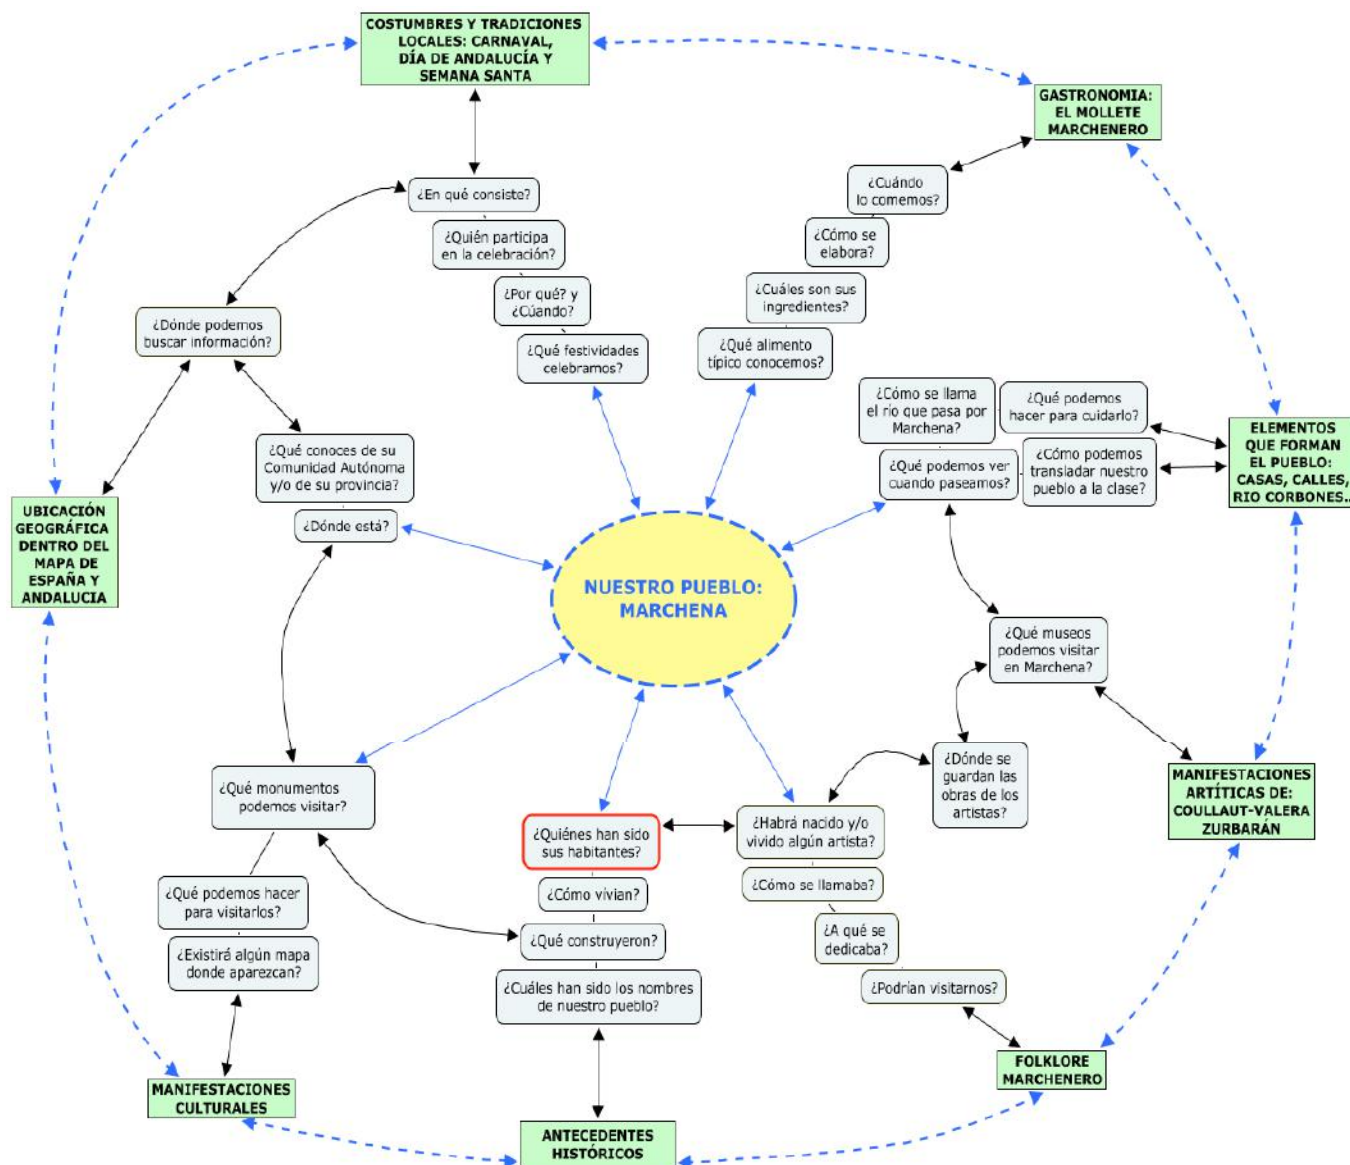 COSTUMBRES Y TRADICIONES
LOCALES: CARNAVAL,
DÍA DE ANDALUCÍA Y
SEMANA SANTA
GASTRONOMIA:
EL MOLLETE
MARCHENERO
¿En qué consiste?
¿Quién participa
en la celebración?
¿Por qué? y
¿Cúando?
¿Qué festividades
celebramos?
¿Cuándo
lo comemos?
¿Cómo se
elabora?
¿Cuáles son sus
ingredientes?
¿Qué alimento
típico conocemos?
¿Dónde podemos
buscar información?
¿Qué conoces de su
Comunidad Autónoma
y/o de su provincia?
¿Dónde está?
UBICACIÓN
GEOGRÁFICA
DENTRO DEL
MAPA DE
ESPAÑA Y
ANDALUCIA
¿Cómo se llama
el río que pasa por
Marchena?
¿Qué podemos
hacer para cuidarlo?
¿Qué podemos ver
cuando paseamos?
¿Cómo podemos
transladar nuestro
pueblo a la clase?
ELEMENTOS
QUE FORMAN
EL PUEBLO:
CASAS, CALLES,
RIO CORBONES..
NUESTRO PUEBLO:
MARCHENA
¿Qué museos
podemos visitar
en Marchena?
¿Dónde se
guardan las
obras de los
artistas?
MANIFESTACIONES
ARTÍTICAS DE:
COULLAUT-VALERA
ZURBARÁN
¿Qué monumentos
podemos visitar?
¿Qué podemos hacer
para visitarlos?
¿Existirá algún mapa
donde aparezcan?
¿Quiénes han sido
sus habitantes?
¿Cómo vívian?
¿Qué construyeron?
¿Cuáles han sido los nombres
de nuestro pueblo?
¿Habrá nacido y/o
vivido algún artista?
¿Cómo se llamaba?
¿A qué se
dedicaba?
¿Podrían visitarnos?
MANIFESTACIONES
CULTURALES
ANTECEDENTES
HISTÓRICOS
FOLKLORE
MARCHENERO